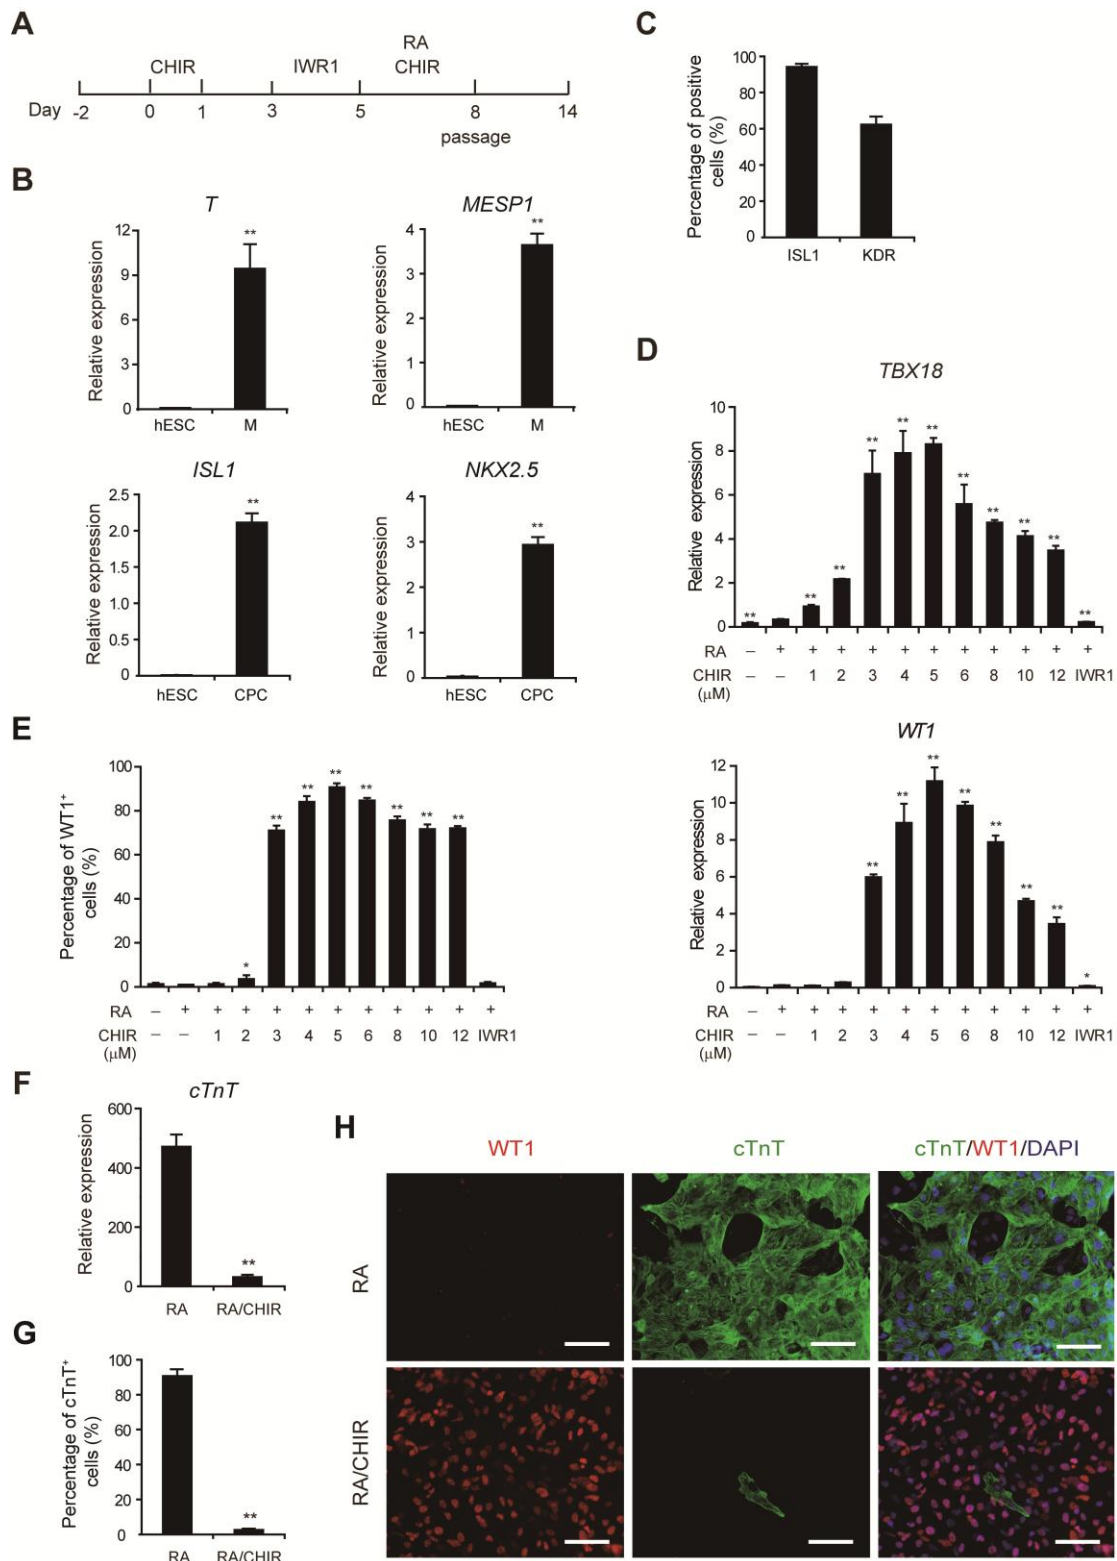 A
CHIR IWR1 RA
CHIR
Day -2 0 1 3 5 8 14
passage
B
T
Relative expression
12
9
6
3
0
**
hESC M
MESP1
Relative expression
4
3
2
1
0
**
hESC M
ISL1
Relative expression
2.5
2.0
1.5
1.0
0.5
0
**
hESC CPC
NKX2.5
Relative expression
4
3
2
1
0
**
hESC CPC
C
Percentage of positive
cells (%)
100
80
60
40
20
0
ISL1 KDR
D
TBX18
Relative expression
10
8
6
4
2
0
** ** ** ** ** ** ** ** ** ** ** **
RA – + + + + + + + + + + +
CHIR – – 1 2 3 4 5 6 8 10 12 IWR1
(μM)
WT1
Relative expression
12
10
8
6
4
2
0
** ** ** ** ** ** ** *
RA – + + + + + + + + + + +
CHIR – – 1 2 3 4 5 6 8 10 12 IWR1
(μM)
E
Percentage of WT1⁺
cells (%)
100
80
60
40
20
0
* ** ** ** ** ** ** **
RA – + + + + + + + + + + +
CHIR – – 1 2 3 4 5 6 8 10 12 IWR1
(μM)
F
cTnT
Relative expression
600
400
200
0
**
RA RA/CHIR
G
Percentage of cTnT⁺
cells (%)
100
80
60
40
20
0
**
RA RA/CHIR
H
WT1 cTnT cTnT/WT1/DAPI
RA
RA/CHIR